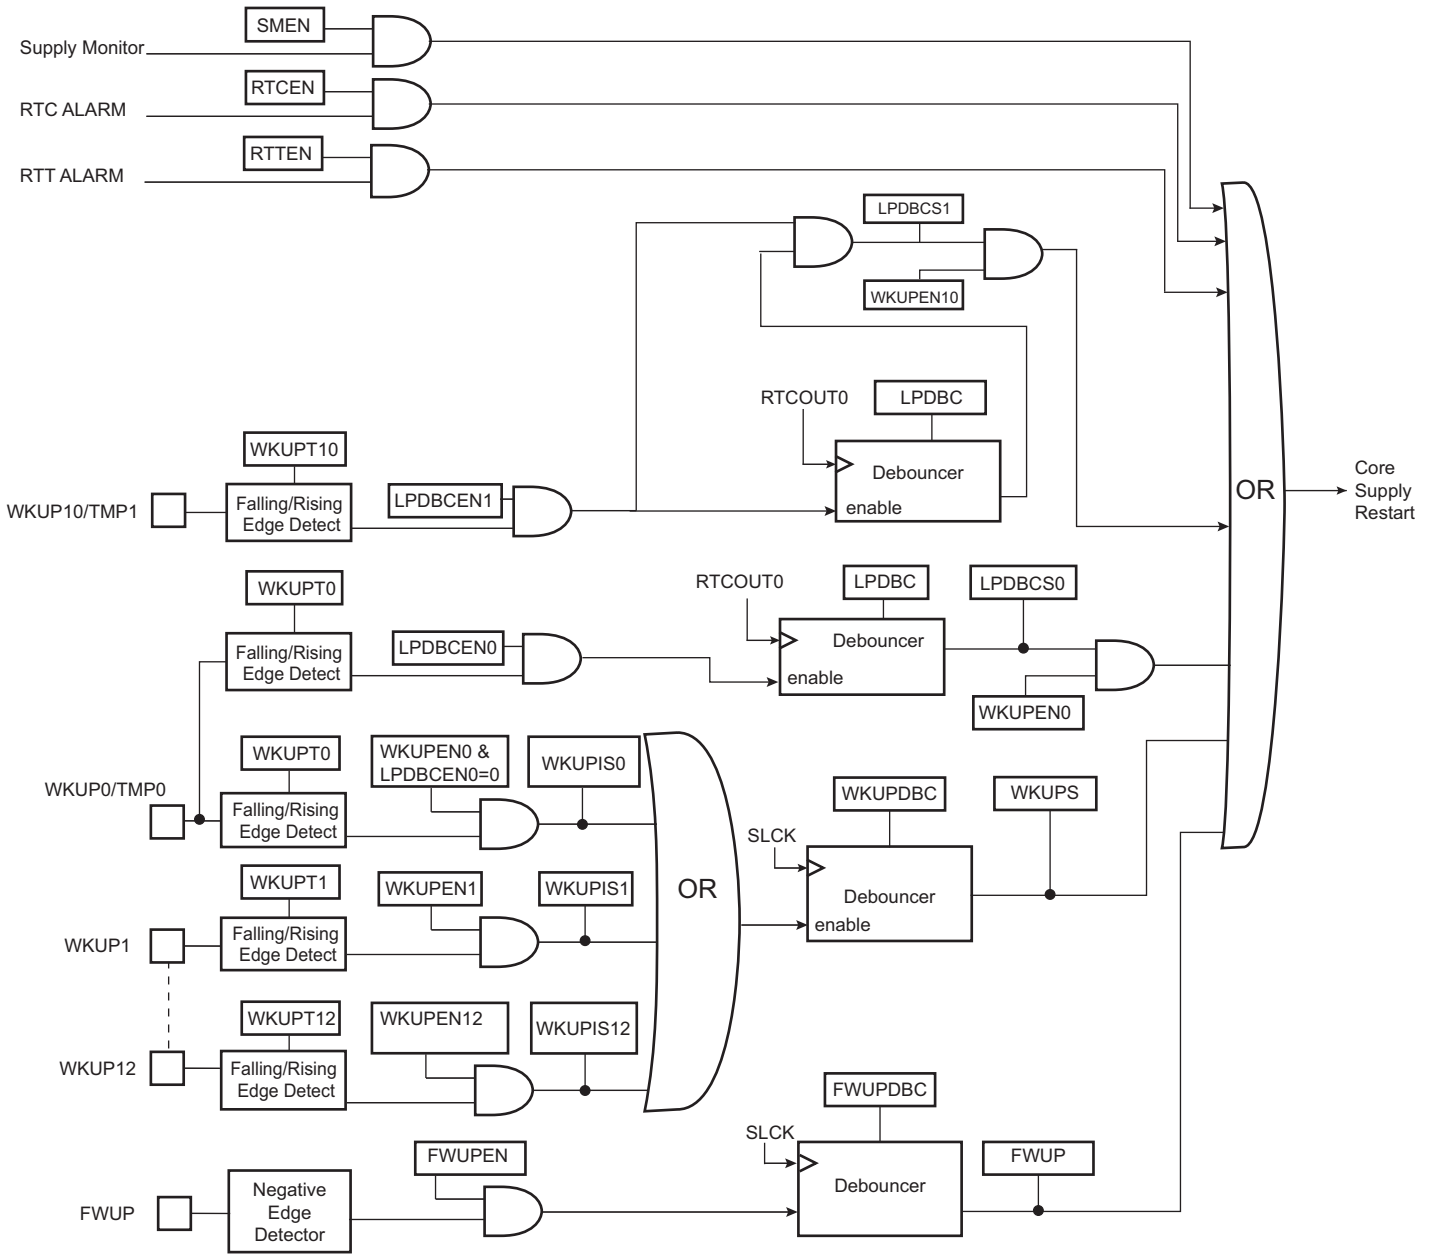 SMEN
Supply Monitor
RTCEN
RTC ALARM
RTTEN
RTT ALARM
LPDBCS1
WKUPEN10
RTCOUT0
LPDBC
WKUPT10
Debouncer
enable
Falling/Rising
Edge Detect
LPDBCEN1
WKUP10/TMP1
OR
Core
Supply
Restart
WKUPT0
RTCOUT0
LPDBC
LPDBCS0
Falling/Rising
Edge Detect
LPDBCEN0
Debouncer
enable
WKUPEN0
WKUPT0
WKUPEN0 &
LPDBCEN0=0
WKUPIS0
WKUP0/TMP0
Falling/Rising
Edge Detect
WKUPDBC
WKUPS
SLCK
WKUPT1
WKUPEN1
WKUPIS1
OR
Debouncer
enable
WKUP1
Falling/Rising
Edge Detect
WKUPT12
WKUPEN12
WKUPIS12
WKUP12
Falling/Rising
Edge Detect
FWUPDBC
SLCK
FWUPEN
FWUP
FWUP
Negative
Edge
Detector
Debouncer